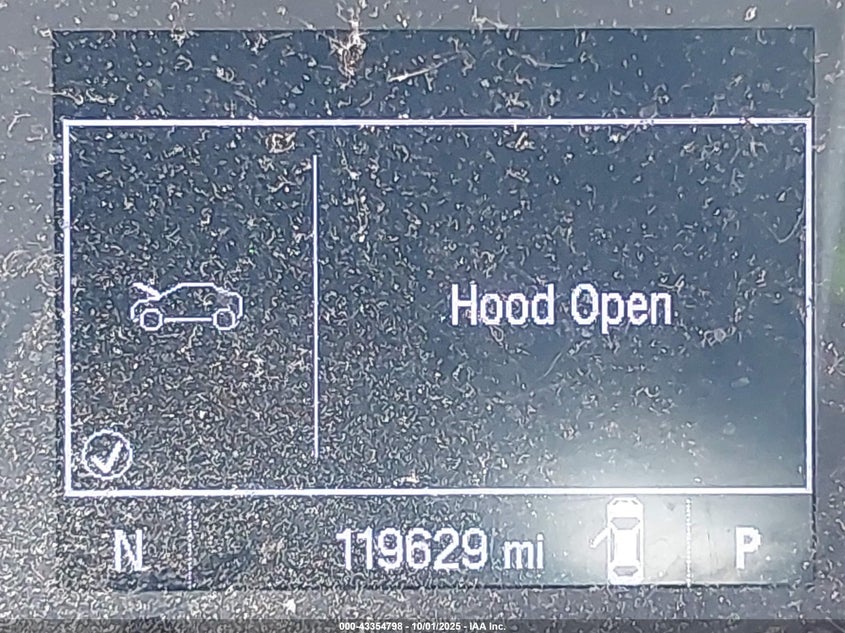 Hood Open
N 119629 mi P
000-43354798 - 10/01/2025 - IAA Inc.